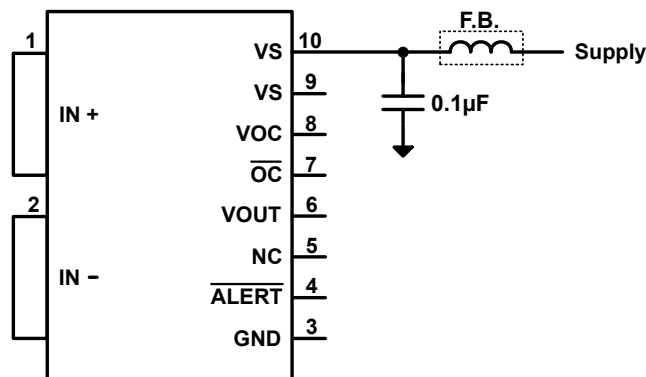 F.B.
1
VS
10
Supply
VS
9
0.1µF
IN +
VOC
8
OC
7
2
VOUT
6
NC
5
IN −
ALERT
4
GND
3